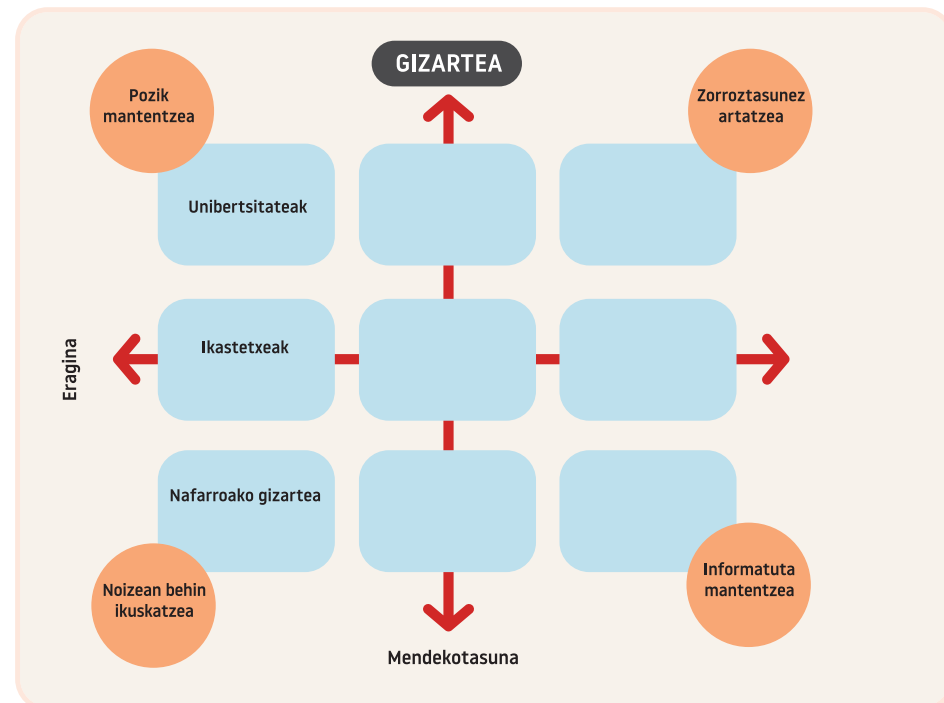 GIZARTEA
Pozik
mantentzea
Zorroztasunez
artatzea
Unibertsitateak
Ikastetxeak
Eragina
Nafarroako gizartea
Noizean behin
ikuskatzea
Informatuta
mantentzea
Mendekotasuna